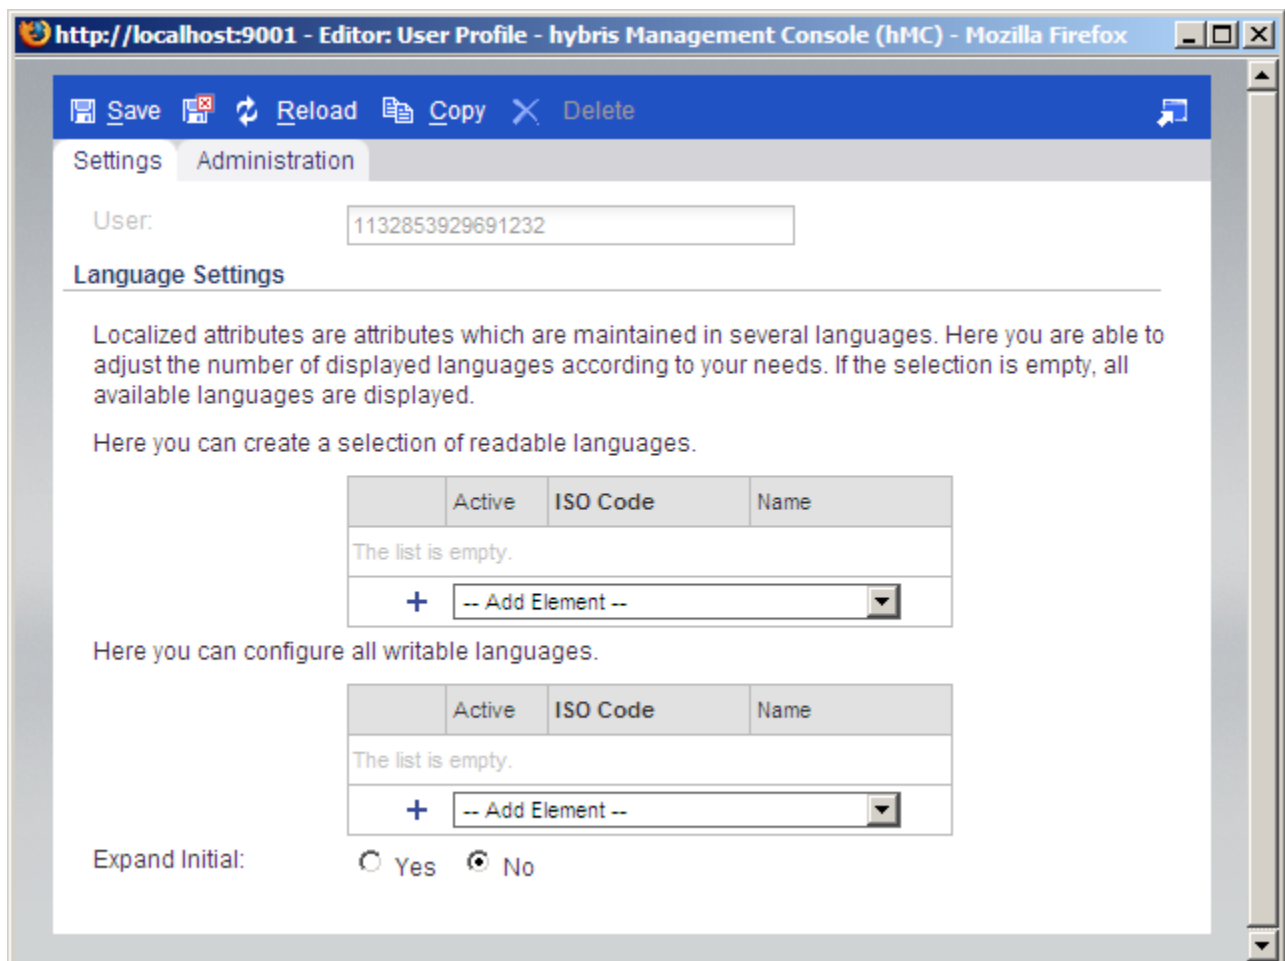 http://localhost:9001 - Editor: User Profile - hybris Management Console (hMC) - Mozilla Firefox
Save Reload Copy Delete
Settings Administration
User: 1132853929691232
Language Settings
Localized attributes are attributes which are maintained in several languages. Here you are able to
adjust the number of displayed languages according to your needs. If the selection is empty, all
available languages are displayed.
Here you can create a selection of readable languages.
Active ISO Code Name
The list is empty.
+ -- Add Element --
Here you can configure all writable languages.
Active ISO Code Name
The list is empty.
+ -- Add Element --
Expand Initial: Yes No